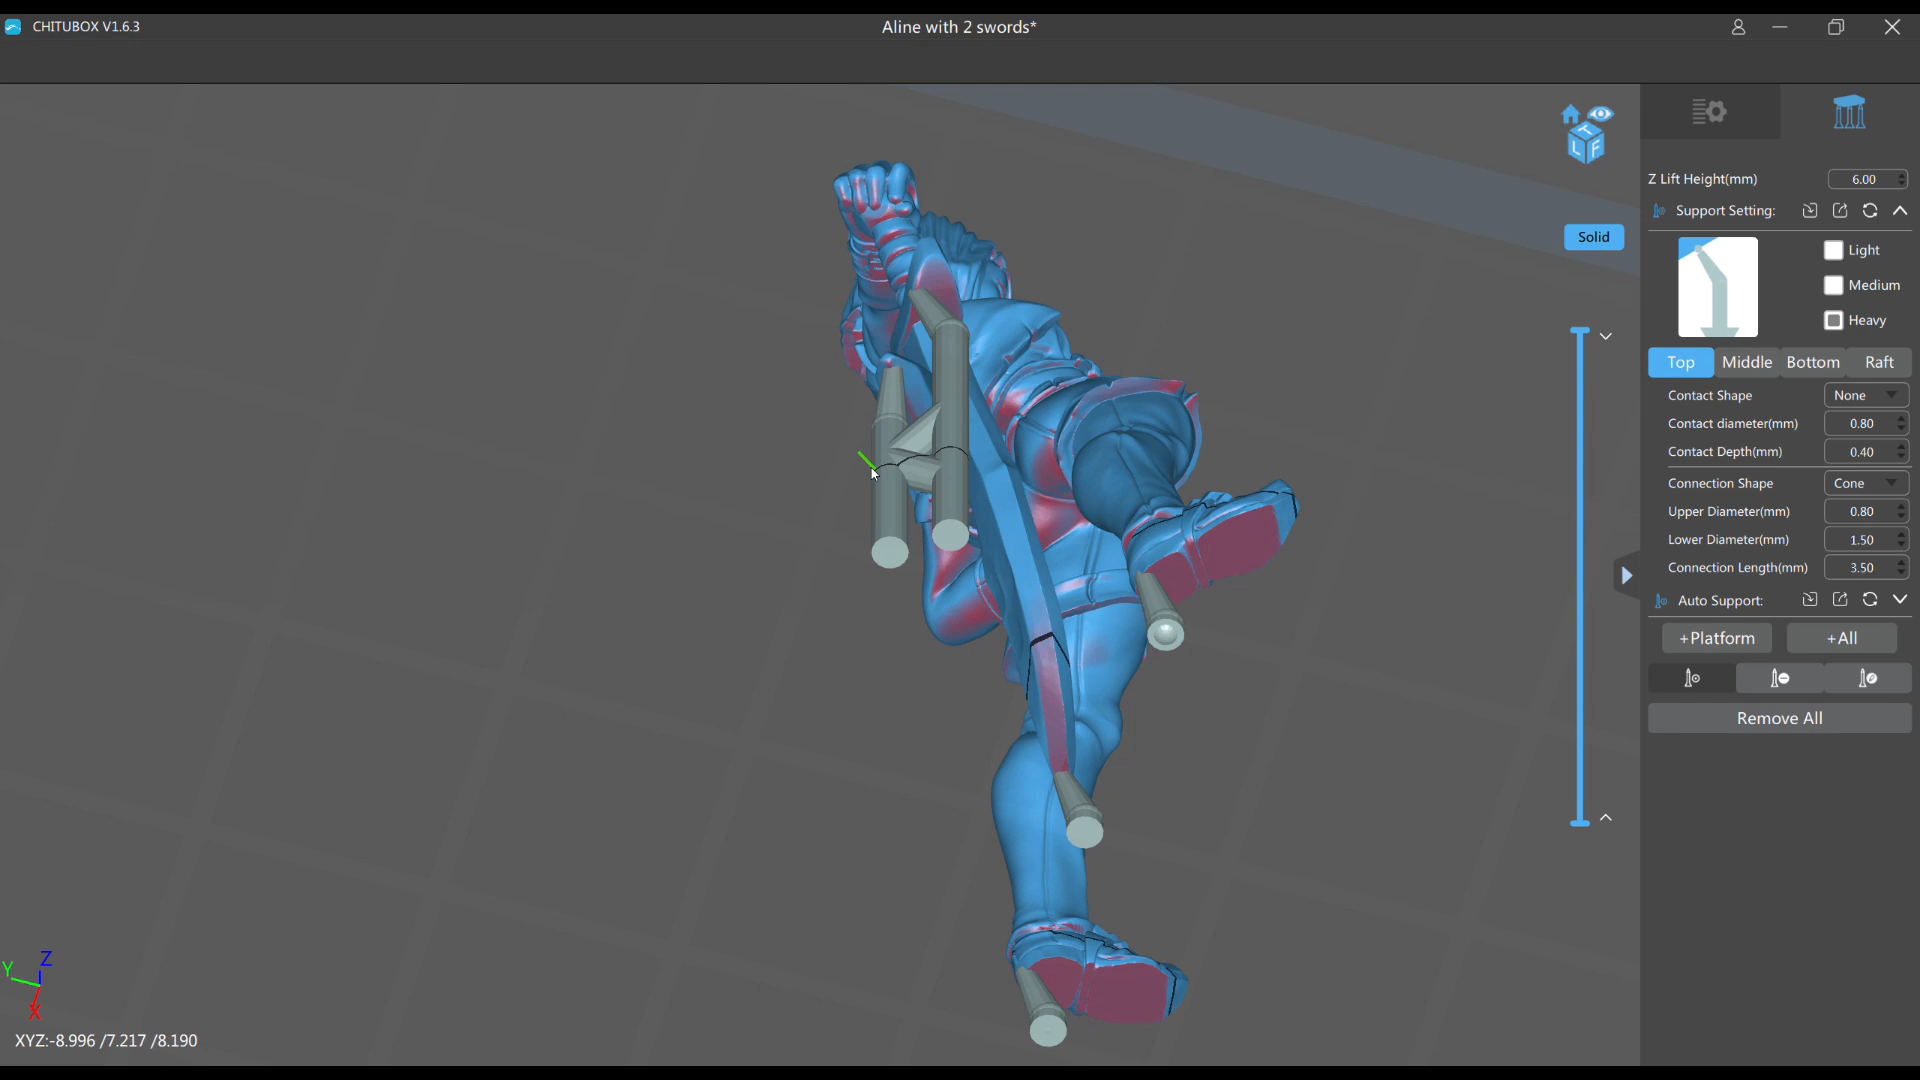 CHITUBOX V1.6.3
Aline with 2 swords*
T
L F
Solid
Z Lift Height(mm) 6.00
Support Setting:
Light
Medium
Heavy
Top Middle Bottom Raft
Contact Shape None
Contact diameter(mm) 0.80
Contact Depth(mm) 0.40
Connection Shape Cone
Upper Diameter(mm) 0.80
Lower Diameter(mm) 1.50
Connection Length(mm) 3.50
Auto Support:
+Platform +All
Remove All
Z
Y
X
XYZ:-8.996 /7.217 /8.190